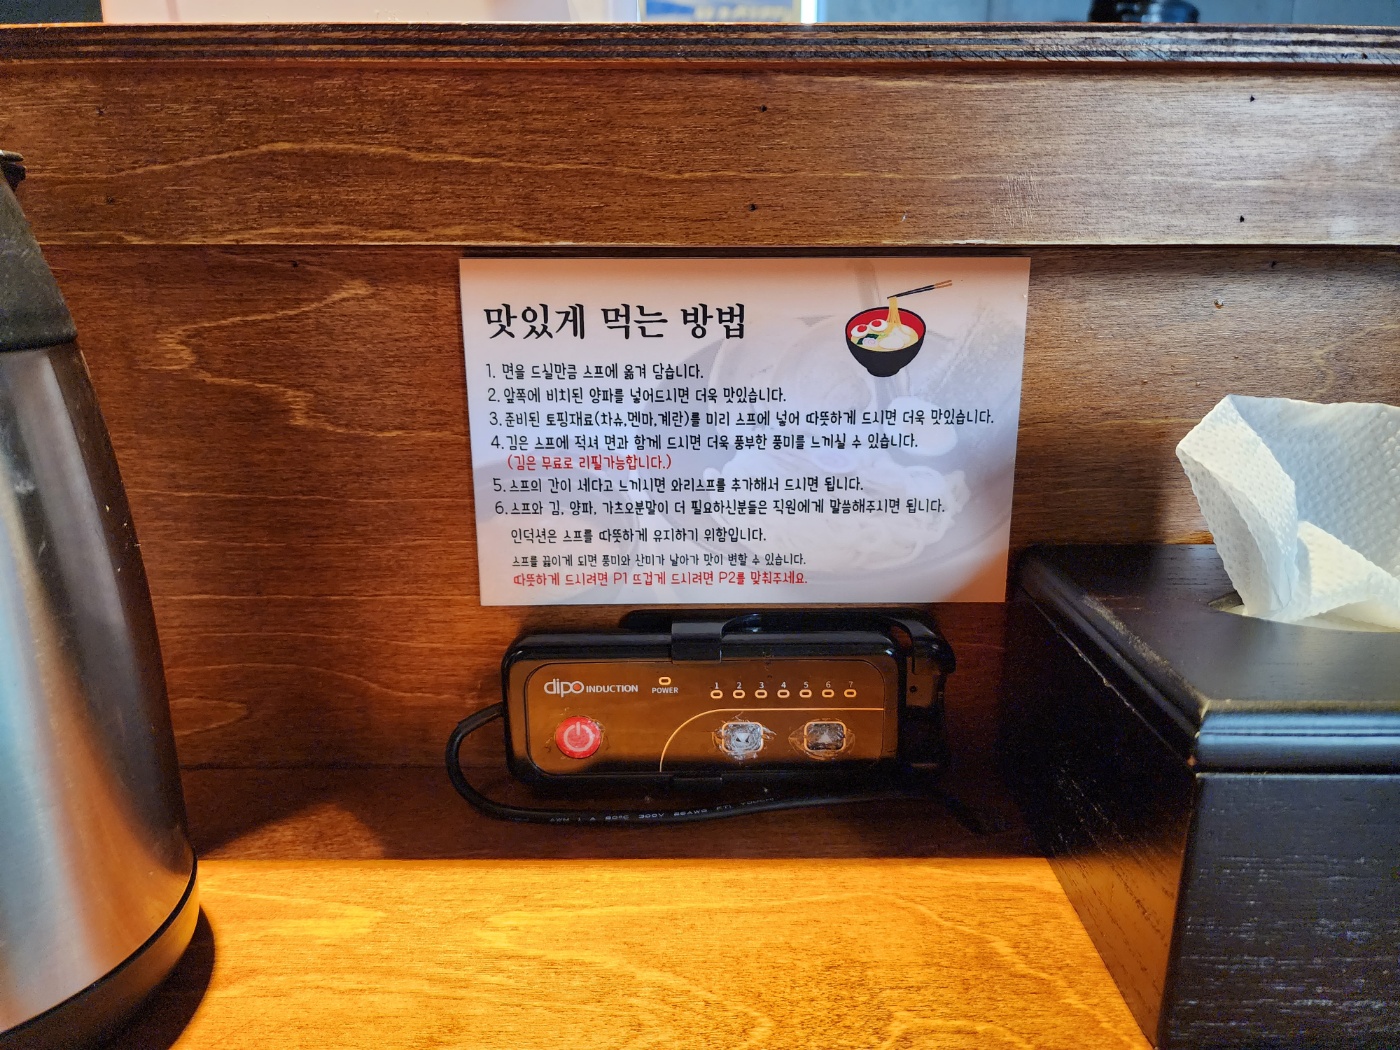 맛있게 먹는 방법
1. 면을 드실만큼 스프에 옮겨 담습니다.
2. 앞쪽에 비치된 양파를 넣어드시면 더욱 맛있습니다.
3. 준비된 토핑재료(차슈,멘마,계란)를 미리 스프에 넣어 따뜻하게 드시면 더욱 맛있습니다.
4. 김은 스프에 적셔 면과 함께 드시면 더욱 풍부한 풍미를 느끼실 수 있습니다.
(김은 무료로 리필가능합니다.)
5. 스프의 간이 세다고 느끼시면 와리스프를 추가해서 드시면 됩니다.
6. 스프와 김, 양파, 가츠오분말이 더 필요하신분들은 직원에게 말씀해주시면 됩니다.
인덕션은 스프를 따뜻하게 유지하기 위함입니다.
스프를 끓이게 되면 풍미와 산미가 날아가 맛이 변할 수 있습니다.
따뜻하게 드시려면 P1 뜨겁게 드시려면 P2를 맞춰주세요.
dipo INDUCTION
POWER
1 2 3 4 5 6 7
80℃ 300V